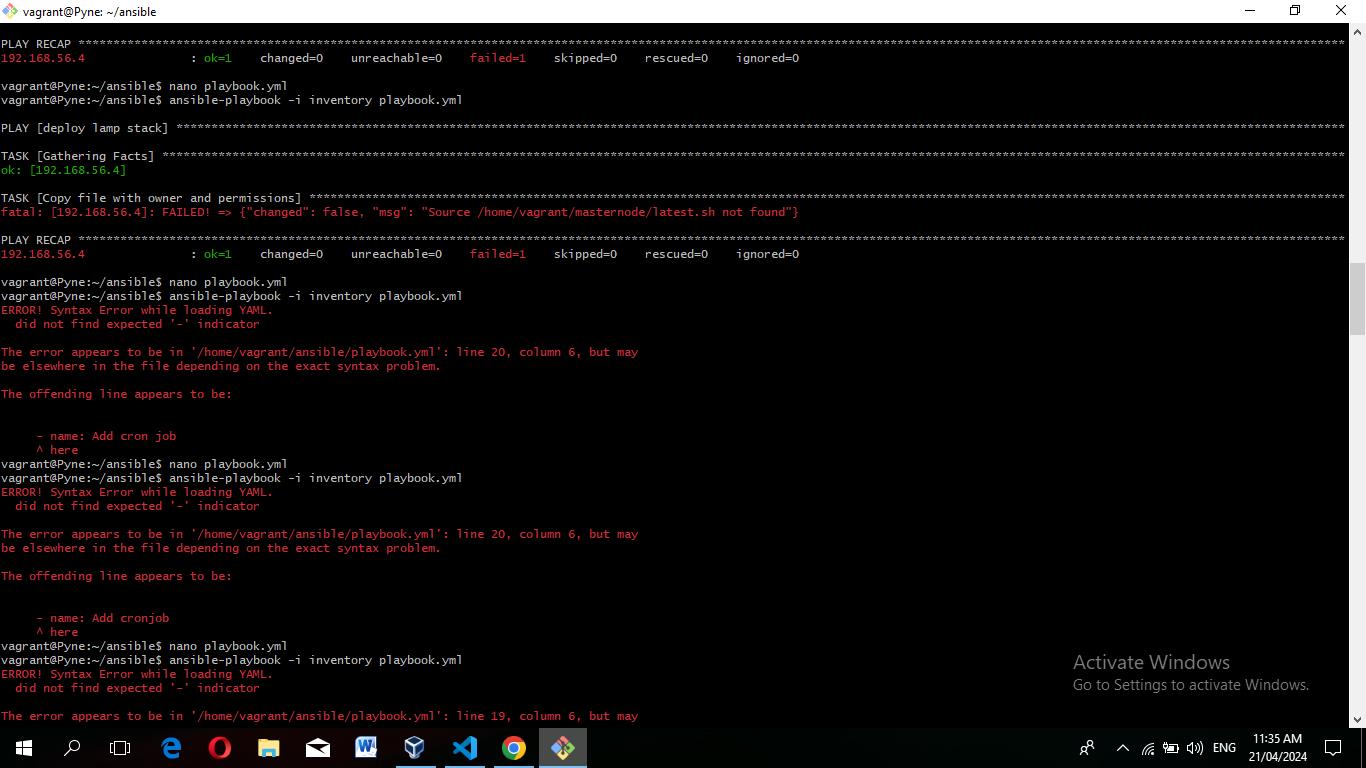 vagrant@Pyne: ~/ansible
PLAY RECAP *********************************************************************************************************************************************************************************
192.168.56.4               : ok=1    changed=0    unreachable=0    failed=1    skipped=0    rescued=0    ignored=0
vagrant@Pyne:~/ansible$ nano playbook.yml
vagrant@Pyne:~/ansible$ ansible-playbook -i inventory playbook.yml
PLAY [deploy lamp stack] *******************************************************************************************************************************************************************
TASK [Gathering Facts] *********************************************************************************************************************************************************************
ok: [192.168.56.4]
TASK [Copy file with owner and permissions] ************************************************************************************************************************************************
fatal: [192.168.56.4]: FAILED! => {"changed": false, "msg": "Source /home/vagrant/masternode/latest.sh not found"}
PLAY RECAP *********************************************************************************************************************************************************************************
192.168.56.4               : ok=1    changed=0    unreachable=0    failed=1    skipped=0    rescued=0    ignored=0
vagrant@Pyne:~/ansible$ nano playbook.yml
vagrant@Pyne:~/ansible$ ansible-playbook -i inventory playbook.yml
ERROR! Syntax Error while loading YAML.
  did not find expected '-' indicator
The error appears to be in '/home/vagrant/ansible/playbook.yml': line 20, column 6, but may
be elsewhere in the file depending on the exact syntax problem.
The offending line appears to be:
     - name: Add cron job
     ^ here
vagrant@Pyne:~/ansible$ nano playbook.yml
vagrant@Pyne:~/ansible$ ansible-playbook -i inventory playbook.yml
ERROR! Syntax Error while loading YAML.
  did not find expected '-' indicator
The error appears to be in '/home/vagrant/ansible/playbook.yml': line 20, column 6, but may
be elsewhere in the file depending on the exact syntax problem.
The offending line appears to be:
     - name: Add cronjob
     ^ here
vagrant@Pyne:~/ansible$ nano playbook.yml
vagrant@Pyne:~/ansible$ ansible-playbook -i inventory playbook.yml
ERROR! Syntax Error while loading YAML.
  did not find expected '-' indicator
The error appears to be in '/home/vagrant/ansible/playbook.yml': line 19, column 6, but may
Activate Windows
Go to Settings to activate Windows.
ENG
11:35 AM
21/04/2024